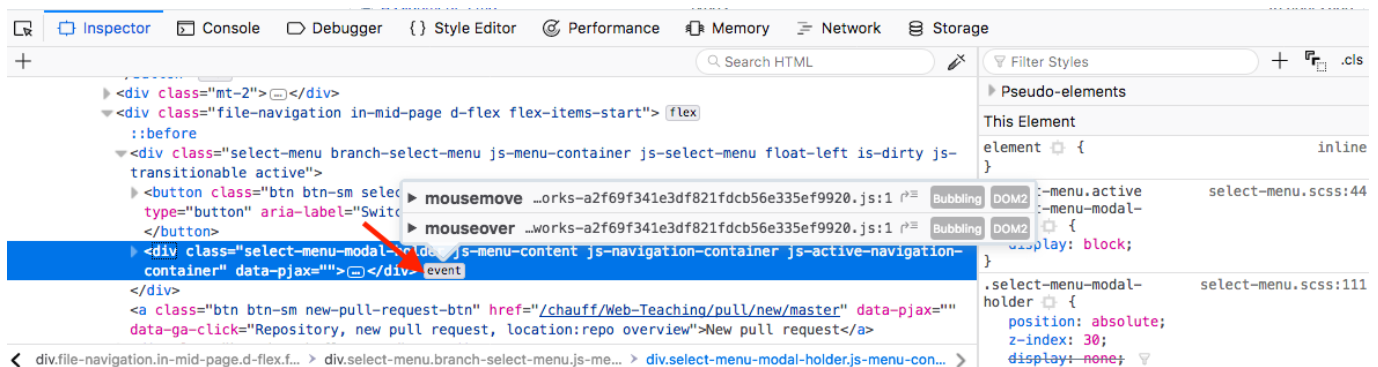 Inspector Console Debugger { } Style Editor Performance Memory Network Storage
+ Search HTML Filter Styles + .cls
<div class="mt-2"></div>
Pseudo-elements
<div class="file-navigation in-mid-page d-flex flex-items-start"> flex
::before
This Element
<div class="select-menu branch-select-menu js-menu-container js-select-menu float-left is-dirty js-
transitionable active">
element { inline
}
<button class="btn btn-sm selec
type="button" aria-label="Switc
</button>
mousemove …orks-a2f69f341e3df821fdcb56e335ef9920.js:1 Bubbling DOM2
mouseover …works-a2f69f341e3df821fdcb56e335ef9920.js:1 Bubbling DOM2
-menu.active select-menu.scss:44
-menu-modal-
{
display: block;
}
<div class="select-menu-modal-holder js-menu-content js-navigation-container js-active-navigation-
container" data-pjax=""></div> event
</div>
<a class="btn btn-sm new-pull-request-btn" href="/chauff/Web-Teaching/pull/new/master" data-pjax=""
data-ga-click="Repository, new pull request, location:repo overview">New pull request</a>
.select-menu-modal- select-menu.scss:111
holder {
position: absolute;
z-index: 30;
display: none;
div.file-navigation.in-mid-page.d-flex.f... > div.select-menu.branch-select-menu.js-me... > div.select-menu-modal-holder.js-menu-con...